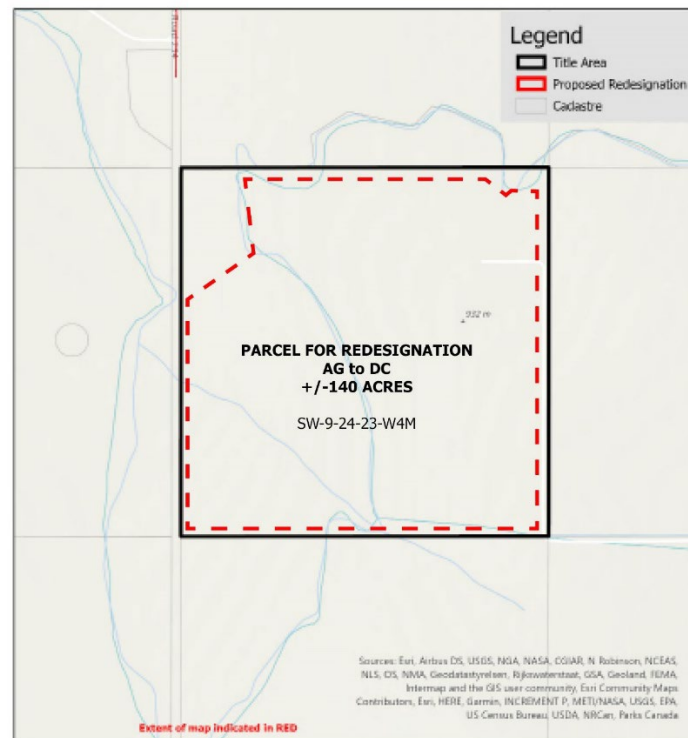 Legend
Title Area
Proposed Redesignation
Cadastre
932 m
PARCEL FOR REDESIGNATION
AG to DC
+/-140 ACRES
SW-9-24-23-W4M
Sources: Esri, Airbus DS, USGS, NGA, NASA, CGIAR, N Robinson, NCEAS,
NLS, OS, NMA, Geodatastyrelsen, Rijkswaterstaat, GSA, Geoland, FEMA,
Intermap and the GIS user community, Esri Community Maps
Contributors, Esri, HERE, Garmin, INCREMENT P, METI/NASA, USGS, EPA,
US Census Bureau, USDA, NRCan, Parks Canada
Extent of map indicated in RED